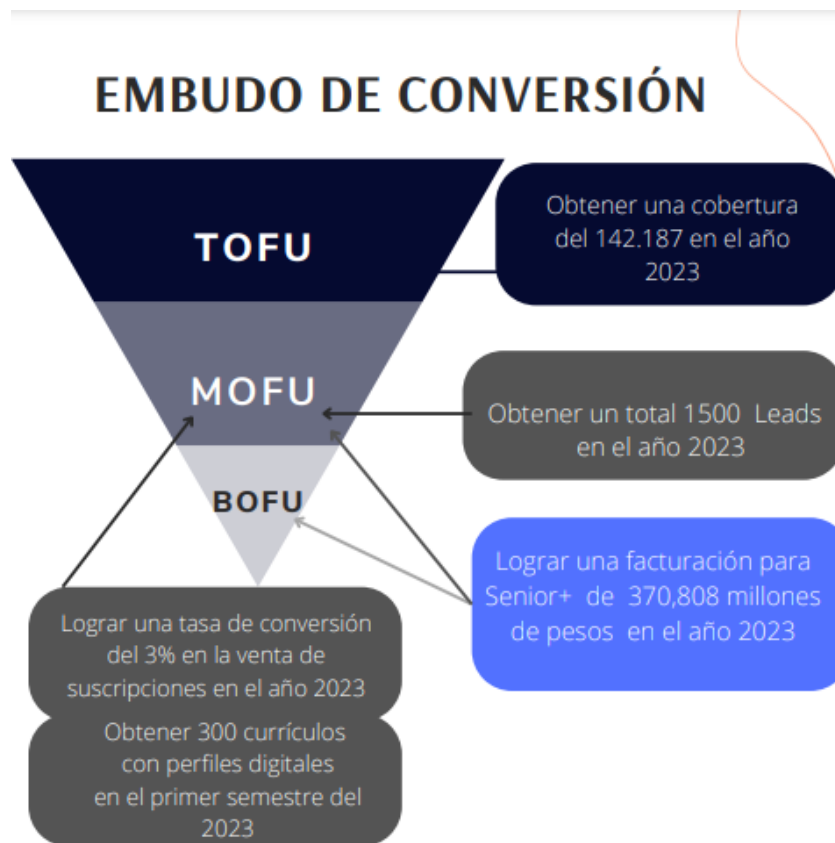 EMBUDO DE CONVERSIÓN
TOFU
Obtener una cobertura
del 142.187 en el año
2023
MOFU
Obtener un total 1500 Leads
en el año 2023
BOFU
Lograr una facturación para
Senior+ de 370,808 millones
de pesos en el año 2023
Lograr una tasa de conversión
del 3% en la venta de
suscripciones en el año 2023
Obtener 300 currículos
con perfiles digitales
en el primer semestre del
2023